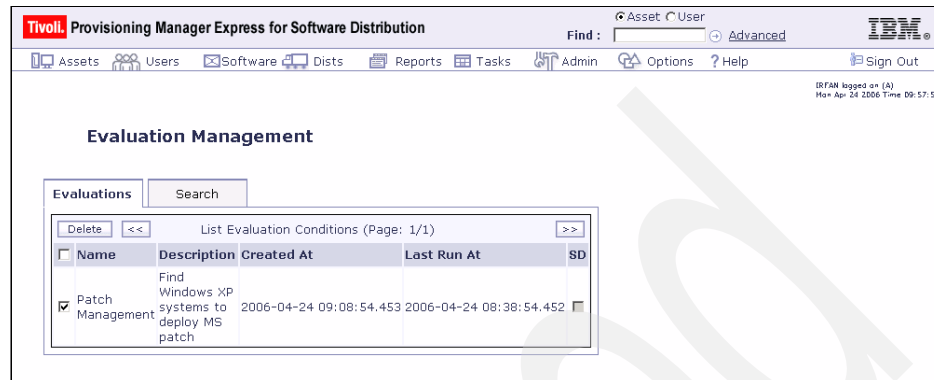 Tivoli. Provisioning Manager Express for Software Distribution
Asset User
Find :
Advanced
IBM®
Assets Users Software Dists Reports Tasks Admin Options ? Help Sign Out
IRFAN logged on (A)
Mon Apr 24 2006 Time 09:57:5
Evaluation Management
Evaluations Search
Delete << List Evaluation Conditions (Page: 1/1) >>
Name Description Created At Last Run At SD
Patch Management
Find Windows XP systems to deploy MS patch
2006-04-24 09:08:54.453 2006-04-24 08:38:54.452